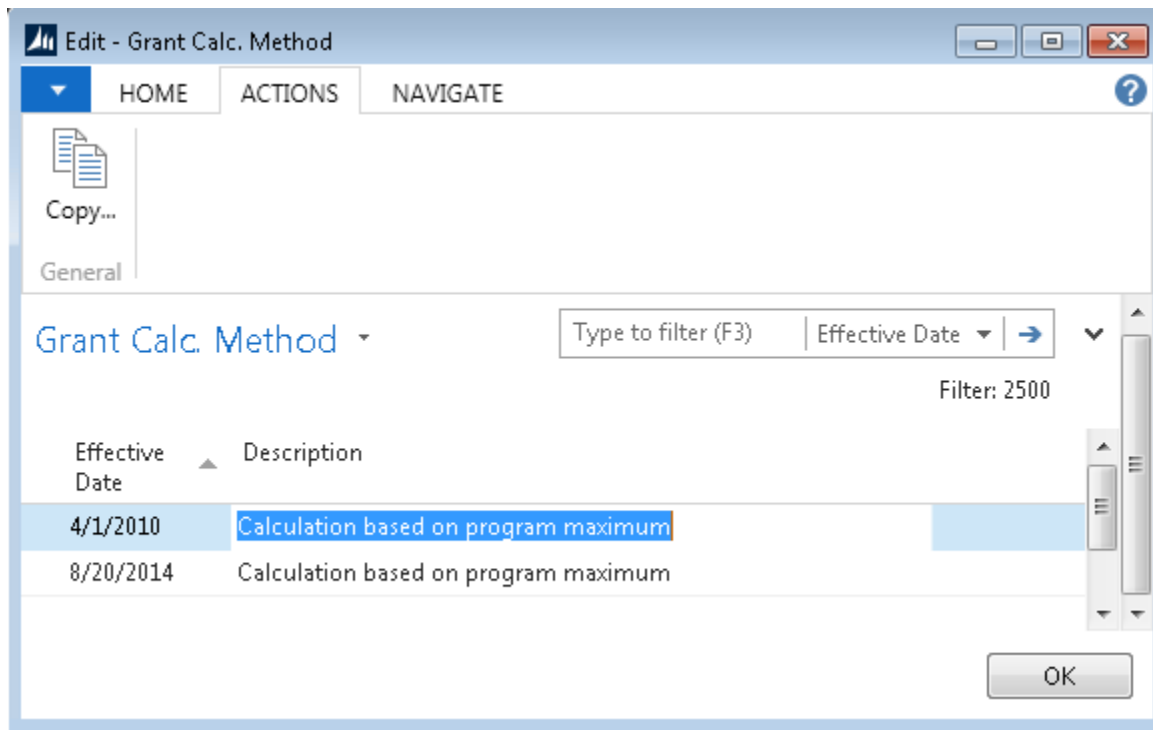 Edit - Grant Calc. Method
HOME ACTIONS NAVIGATE
Copy...
General
Grant Calc. Method
Type to filter (F3) Effective Date
Filter: 2500
Effective Date Description
4/1/2010 Calculation based on program maximum
8/20/2014 Calculation based on program maximum
OK